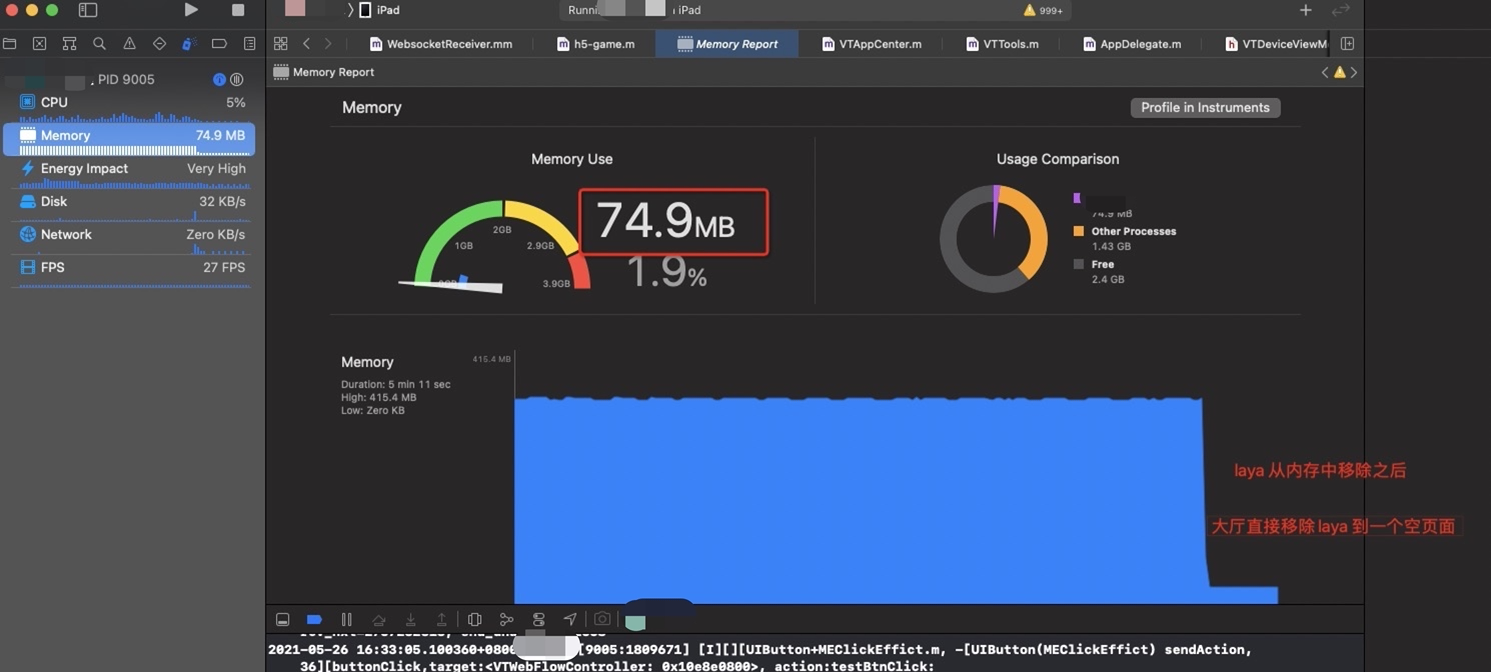 iPad
Runni
iPad
999+
WebsocketReceiver.mm
h5-game.m
Memory Report
VTAppCenter.m
VTTools.m
AppDelegate.m
VTDeviceViewM
PID 9005
Memory Report
CPU 5%
Memory 74.9 MB
Energy Impact Very High
Disk 32 KB/s
Network Zero KB/s
FPS 27 FPS
Memory
Profile in Instruments
Memory Use
Usage Comparison
74.9MB
1.9%
2GB
1GB
2.9GB
3.9GB
74.9 MB
Other Processes
1.43 GB
Free
2.4 GB
Memory
415.4 MB
Duration: 5 min 11 sec
High: 415.4 MB
Low: Zero KB
laya 从内存中移除之后
大厅直接移除laya 到一个空页面
2021-05-26 16:33:05.100360+0800 [9005:1809671] [I][][UIButton+MEClickEffict.m, -[UIButton(MEClickEffict) sendAction,
36][buttonClick,target:<VTWebFlowController: 0x10e8e0800>, action:testBtnClick: